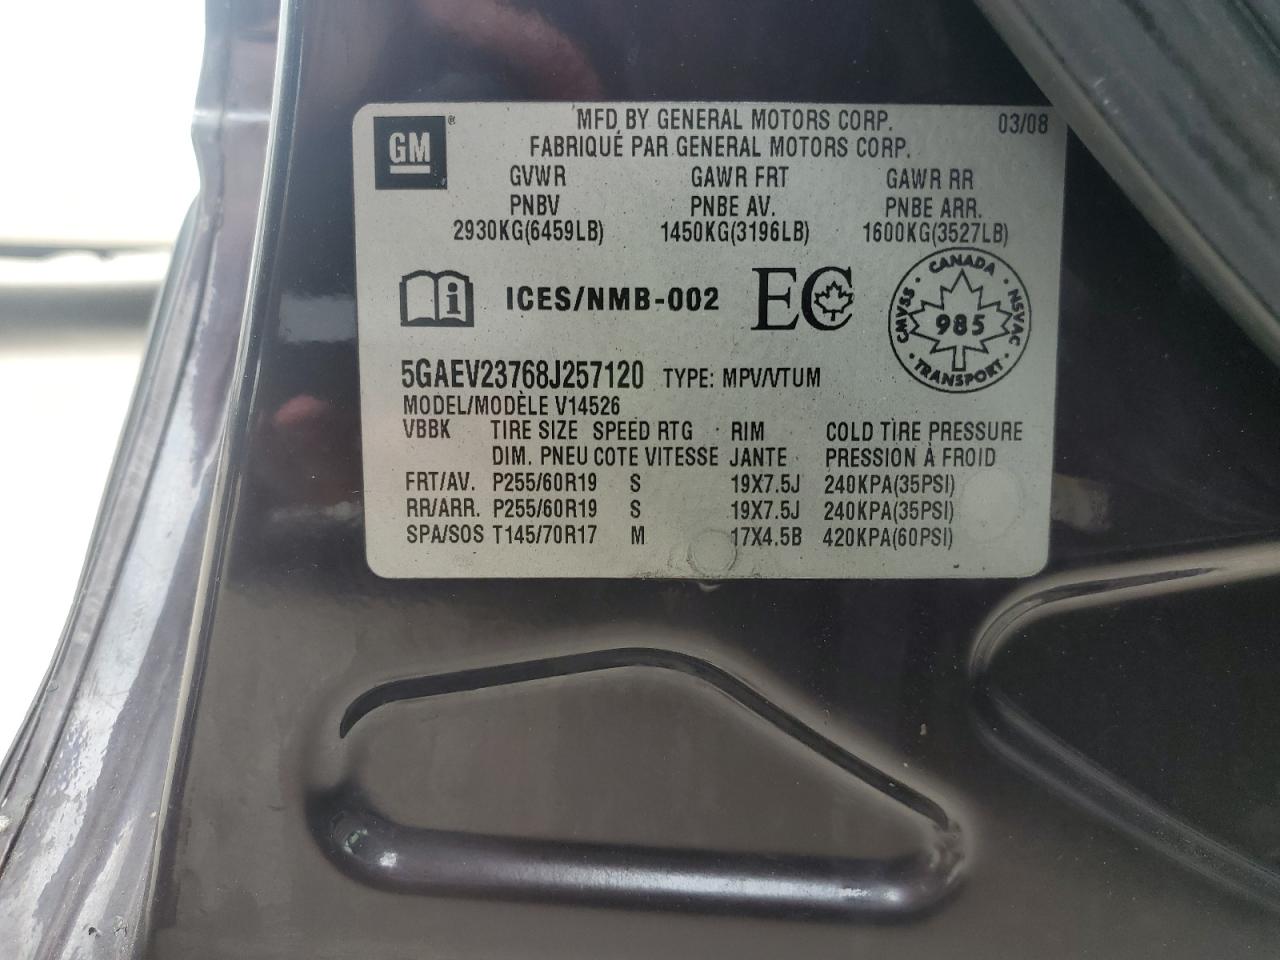 GM®
MFD BY GENERAL MOTORS CORP. 03/08
FABRIQUÉ PAR GENERAL MOTORS CORP.
GVWR GAWR FRT GAWR RR
PNBV PNBE AV. PNBE ARR.
2930KG(6459LB) 1450KG(3196LB) 1600KG(3527LB)
i ICES/NMB-002 EC
CANADA
CMVSS 985 NSVAC
TRANSPORT
5GAEV23768J257120 TYPE: MPV/VTUM
MODEL/MODÈLE V14526
VBBK TIRE SIZE SPEED RTG RIM COLD TIRE PRESSURE
DIM. PNEU COTE VITESSE JANTE PRESSION À FROID
FRT/AV. P255/60R19 S 19X7.5J 240KPA(35PSI)
RR/ARR. P255/60R19 S 19X7.5J 240KPA(35PSI)
SPA/SOS T145/70R17 M 17X4.5B 420KPA(60PSI)